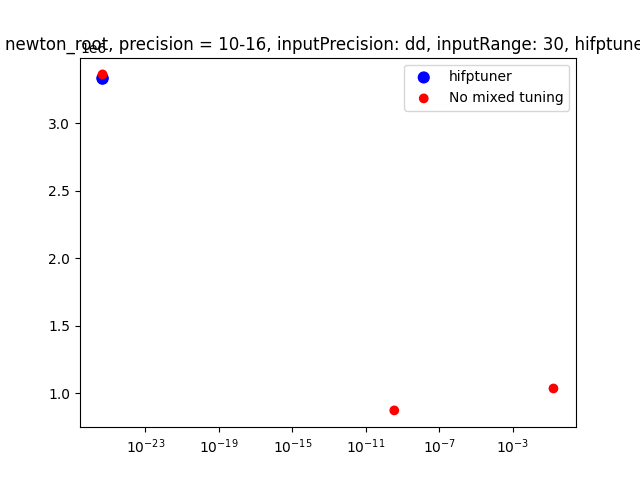 newton_root, precision = 10-16, inputPrecision: dd, inputRange: 30, hifptune
1e6
hifptuner
No mixed tuning
3.0
2.5
2.0
1.5
1.0
10⁻²³ 10⁻¹⁹ 10⁻¹⁵ 10⁻¹¹ 10⁻⁷ 10⁻³